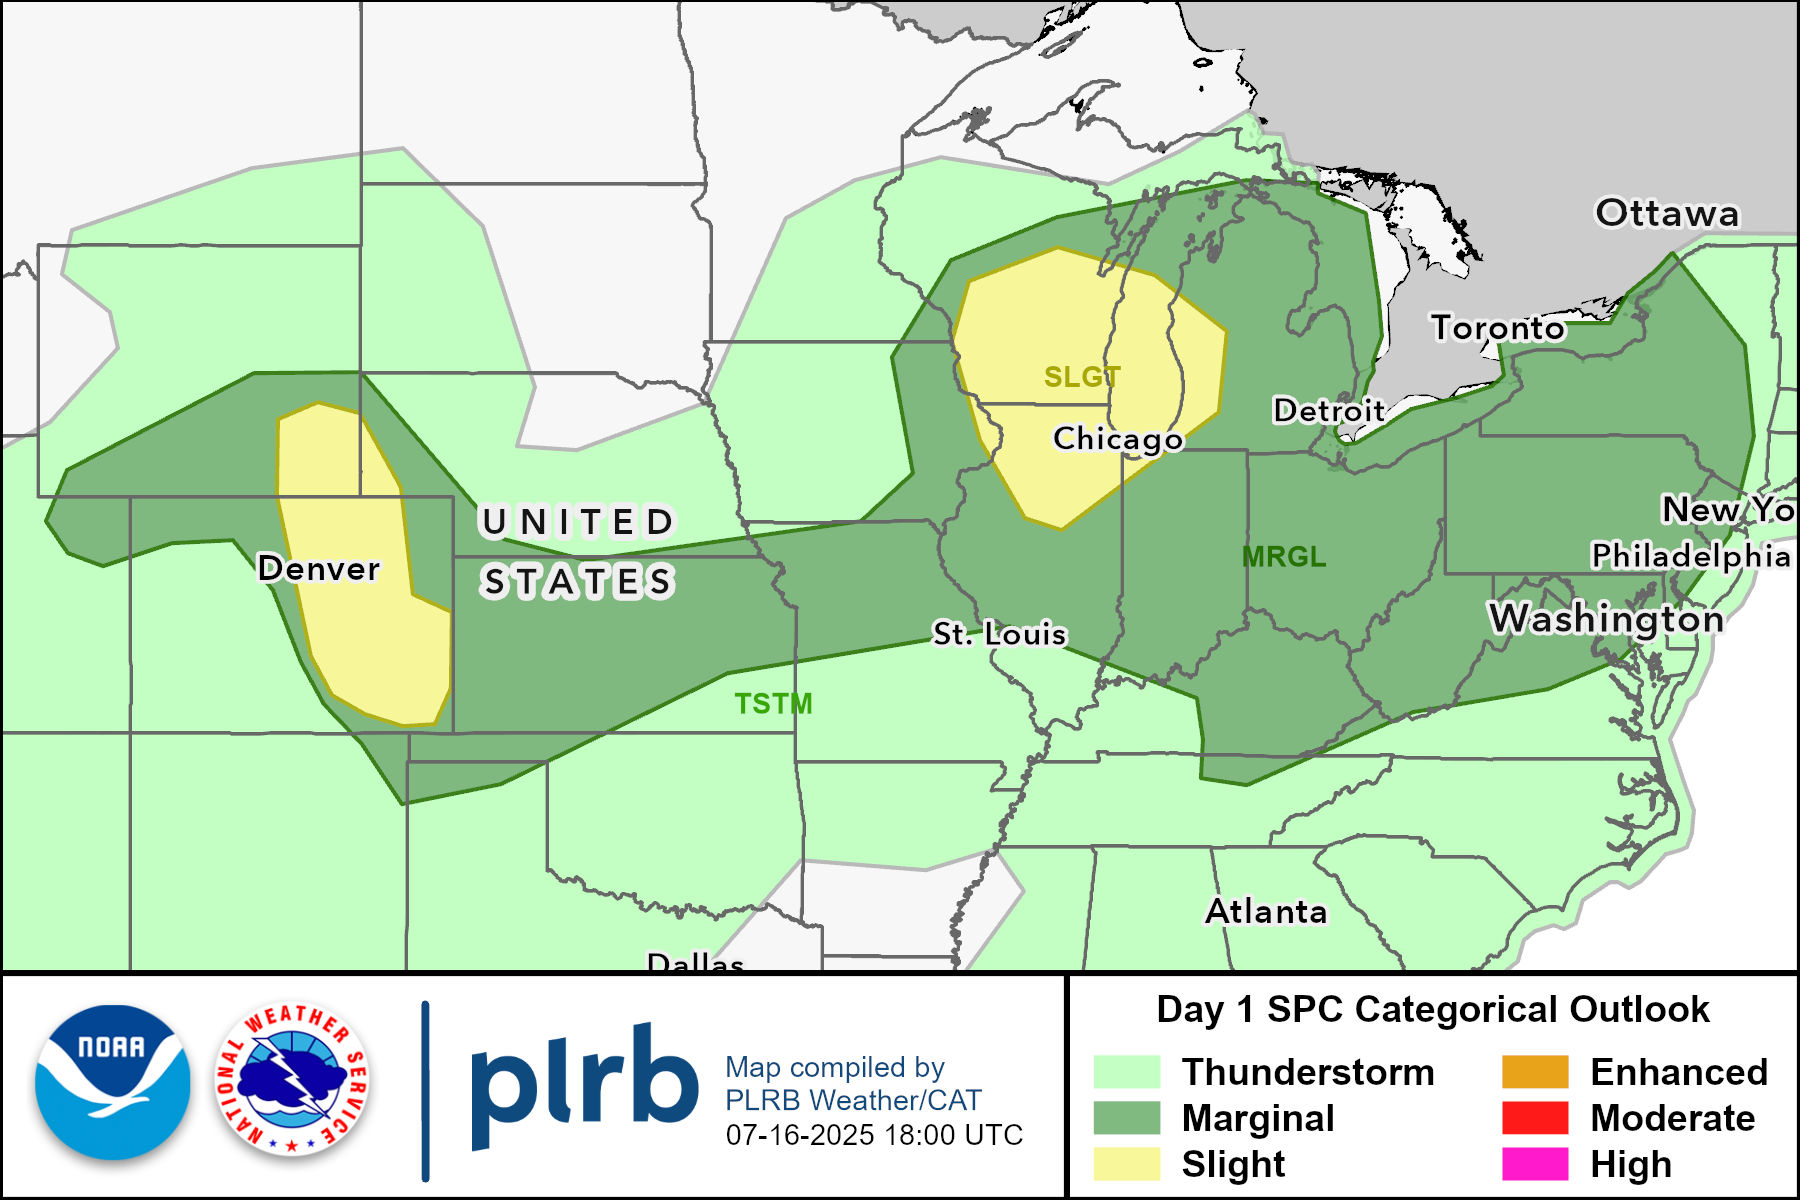 Ottawa
Toronto
SLGT
Detroit
Chicago
New Yo
UNITED
Philadelphia
MRGL
Denver
STATES
Washington
St. Louis
TSTM
Atlanta
Dallas
NOAA
NATIONAL WEATHER SERVICE
plrb
Map compiled by
PLRB Weather/CAT
07-16-2025 18:00 UTC
Day 1 SPC Categorical Outlook
Thunderstorm
Marginal
Slight
Enhanced
Moderate
High